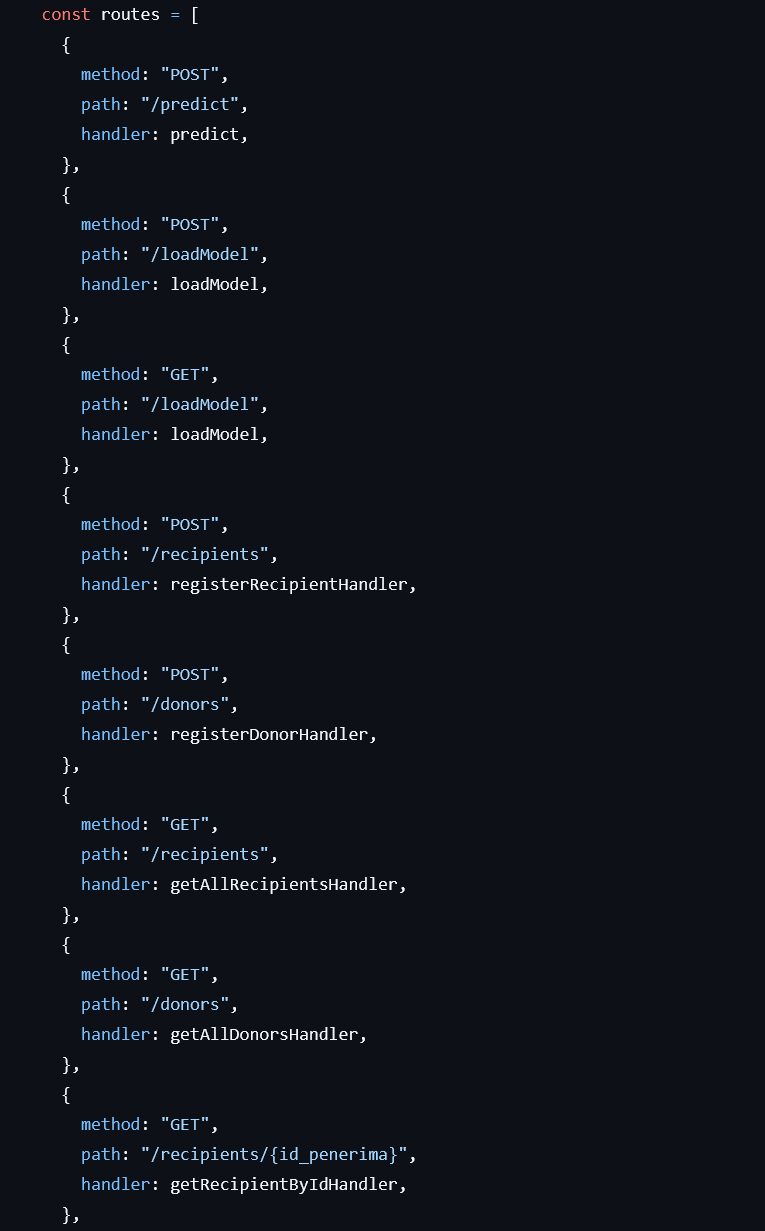 const routes = [
{
method: "POST",
path: "/predict",
handler: predict,
},
{
method: "POST",
path: "/loadModel",
handler: loadModel,
},
{
method: "GET",
path: "/loadModel",
handler: loadModel,
},
{
method: "POST",
path: "/recipients",
handler: registerRecipientHandler,
},
{
method: "POST",
path: "/donors",
handler: registerDonorHandler,
},
{
method: "GET",
path: "/recipients",
handler: getAllRecipientsHandler,
},
{
method: "GET",
path: "/donors",
handler: getAllDonorsHandler,
},
{
method: "GET",
path: "/recipients/{id_penerima}",
handler: getRecipientByIdHandler,
},